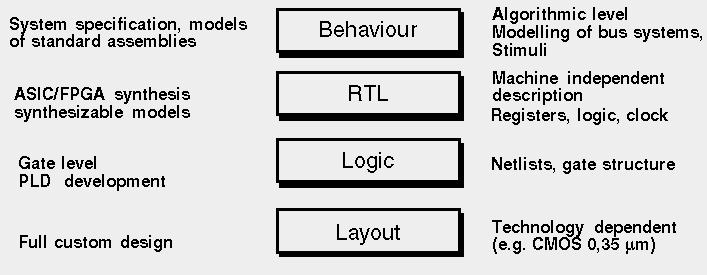 System specification, models
of standard assemblies
Behaviour
Algorithmic level
Modelling of bus systems,
Stimuli
ASIC/FPGA synthesis
synthesizable models
RTL
Machine independent
description
Registers, logic, clock
Gate level
PLD development
Logic
Netlists, gate structure
Full custom design
Layout
Technology dependent
(e.g. CMOS 0,35 µm)